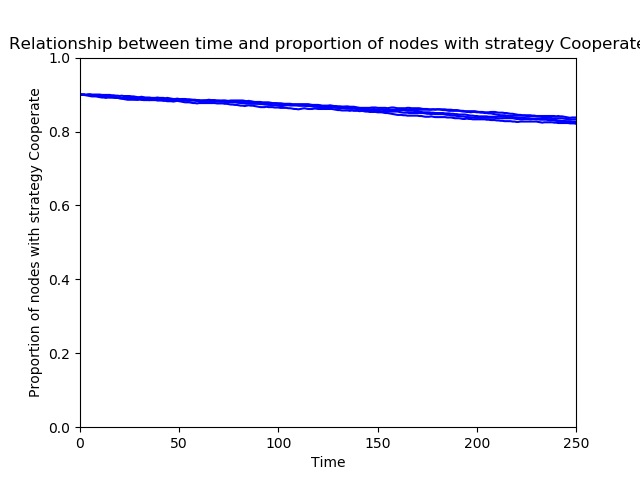 Relationship between time and proportion of nodes with strategy Cooperate
1.0
0.8
0.6
0.4
0.2
0.0
Proportion of nodes with strategy Cooperate
0 50 100 150 200 250
Time